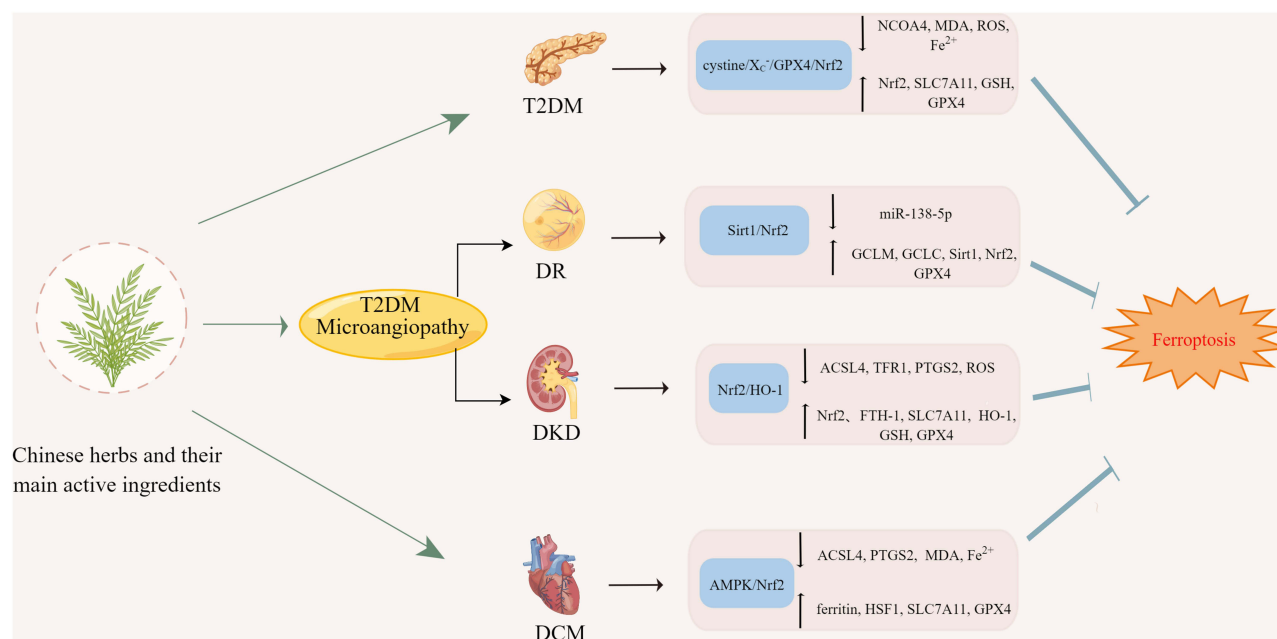 NCOA4, MDA, ROS,
Fe²⁺
cystine/X_C⁻/GPX4/Nrf2
Nrf2, SLC7A11, GSH,
GPX4
T2DM
miR-138-5p
Sirt1/Nrf2
GCLM, GCLC, Sirt1, Nrf2,
GPX4
DR
T2DM
Microangiopathy
Ferroptosis
ACSL4, TFR1, PTGS2, ROS
Nrf2/HO-1
Nrf2、FTH-1, SLC7A11, HO-1,
GSH, GPX4
DKD
Chinese herbs and their
main active ingredients
ACSL4, PTGS2, MDA, Fe²⁺
AMPK/Nrf2
ferritin, HSF1, SLC7A11, GPX4
DCM